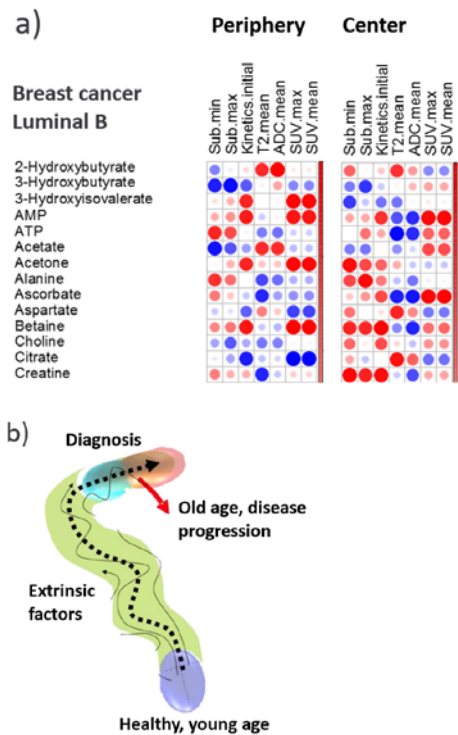 a)
Periphery Center
Breast cancer
Luminal B
Sub.min
Sub.max
Kinetics.initial
T2.mean
ADC.mean
SUV.max
SUV.mean
Sub.min
Sub.max
Kinetics.initial
T2.mean
ADC.mean
SUV.max
SUV.mean
2-Hydroxybutyrate
3-Hydroxybutyrate
3-Hydroxyisovalerate
AMP
ATP
Acetate
Acetone
Alanine
Ascorbate
Aspartate
Betaine
Choline
Citrate
Creatine
b)
Diagnosis
Old age, disease
progression
Extrinsic
factors
Healthy, young age